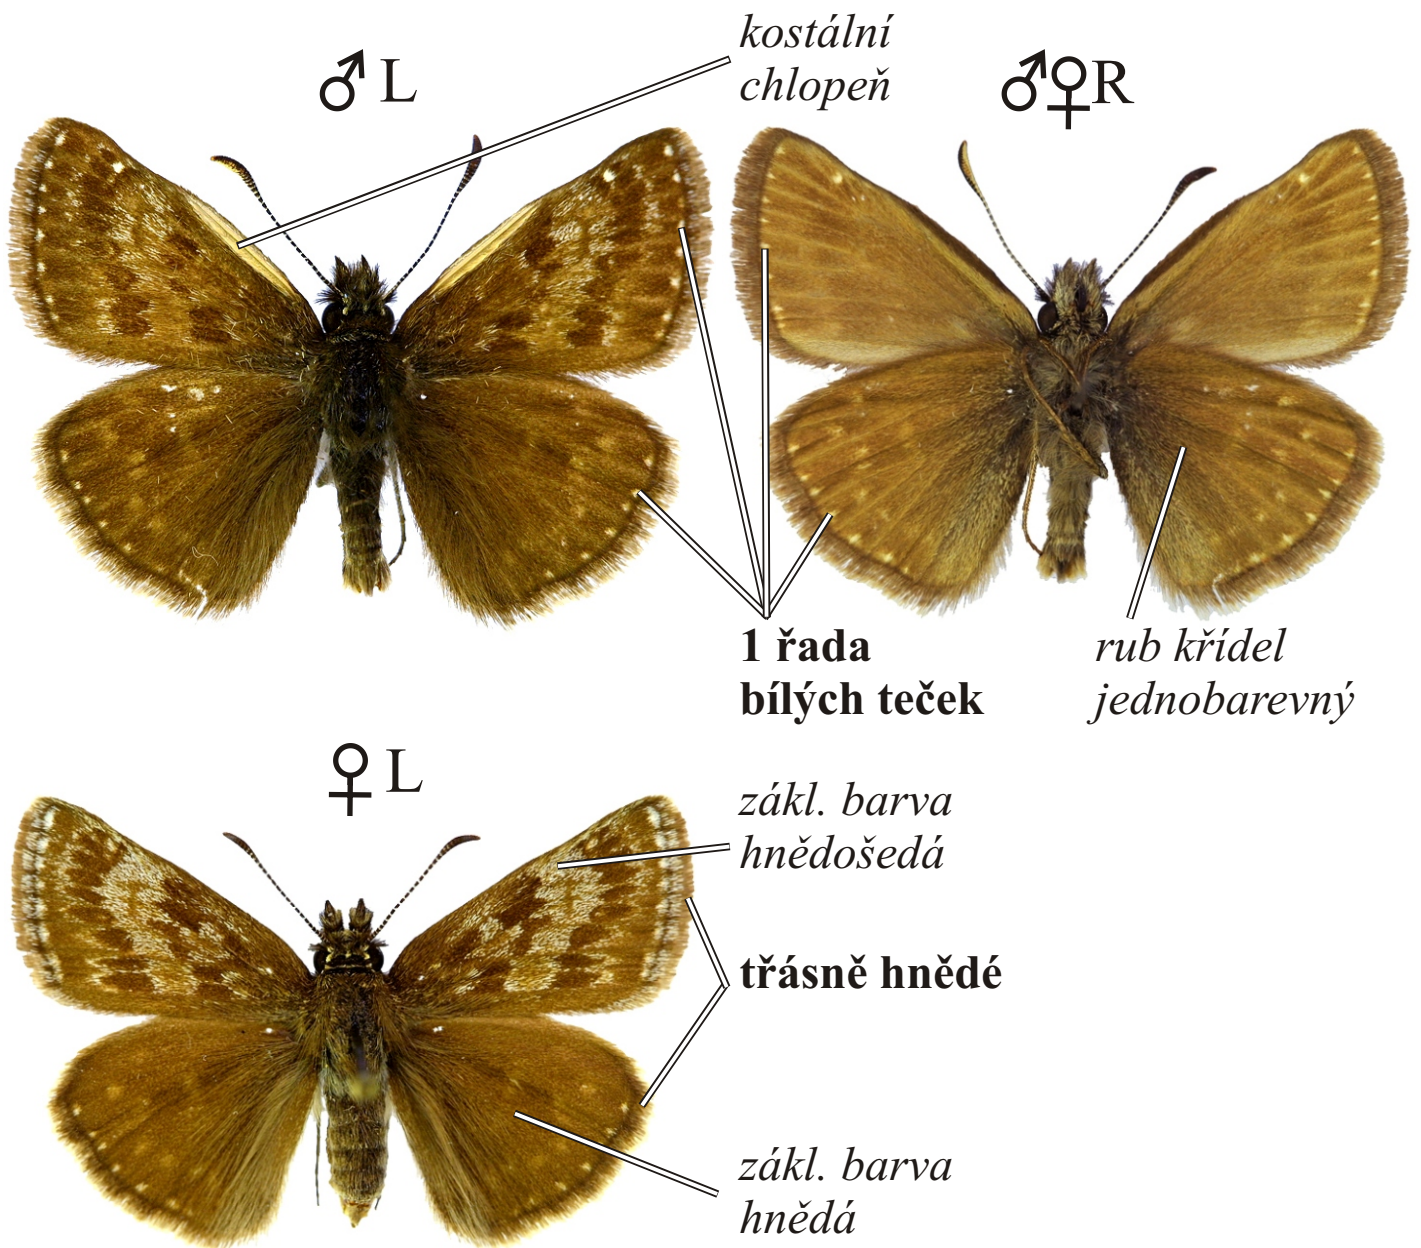 ♂ L
kostální
chlopeň
♂♀R
1 řada
bílých teček
rub křídel
jednobarevný
♀ L
zákl. barva
hnědošedá
třásně hnědé
zákl. barva
hnědá